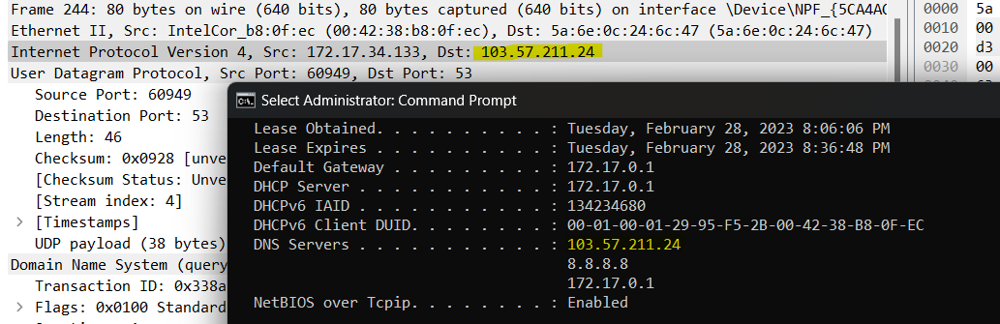 Frame 244: 80 bytes on wire (640 bits), 80 bytes captured (640 bits) on interface \Device\NPF_{5CA4AC
Ethernet II, Src: IntelCor_b8:0f:ec (00:42:38:b8:0f:ec), Dst: 5a:6e:0c:24:6c:47 (5a:6e:0c:24:6c:47)
Internet Protocol Version 4, Src: 172.17.34.133, Dst: 103.57.211.24
User Datagram Protocol, Src Port: 60949, Dst Port: 53
Source Port: 60949
Destination Port: 53
Length: 46
Checksum: 0x0928 [unve
[Checksum Status: Unve
[Stream index: 4]
[Timestamps]
UDP payload (38 bytes)
Domain Name System (query
Transaction ID: 0x338a
Flags: 0x0100 Standard
0000 5a
0010 00
0020 d3
0030 00
Select Administrator: Command Prompt
Lease Obtained. . . . . . . . . . : Tuesday, February 28, 2023 8:06:06 PM
Lease Expires . . . . . . . . . . : Tuesday, February 28, 2023 8:36:48 PM
Default Gateway . . . . . . . . . : 172.17.0.1
DHCP Server . . . . . . . . . . . : 172.17.0.1
DHCPv6 IAID . . . . . . . . . . . : 134234680
DHCPv6 Client DUID. . . . . . . . : 00-01-00-01-29-95-F5-2B-00-42-38-B8-0F-EC
DNS Servers . . . . . . . . . . . : 103.57.211.24
8.8.8.8
172.17.0.1
NetBIOS over Tcpip. . . . . . . . : Enabled